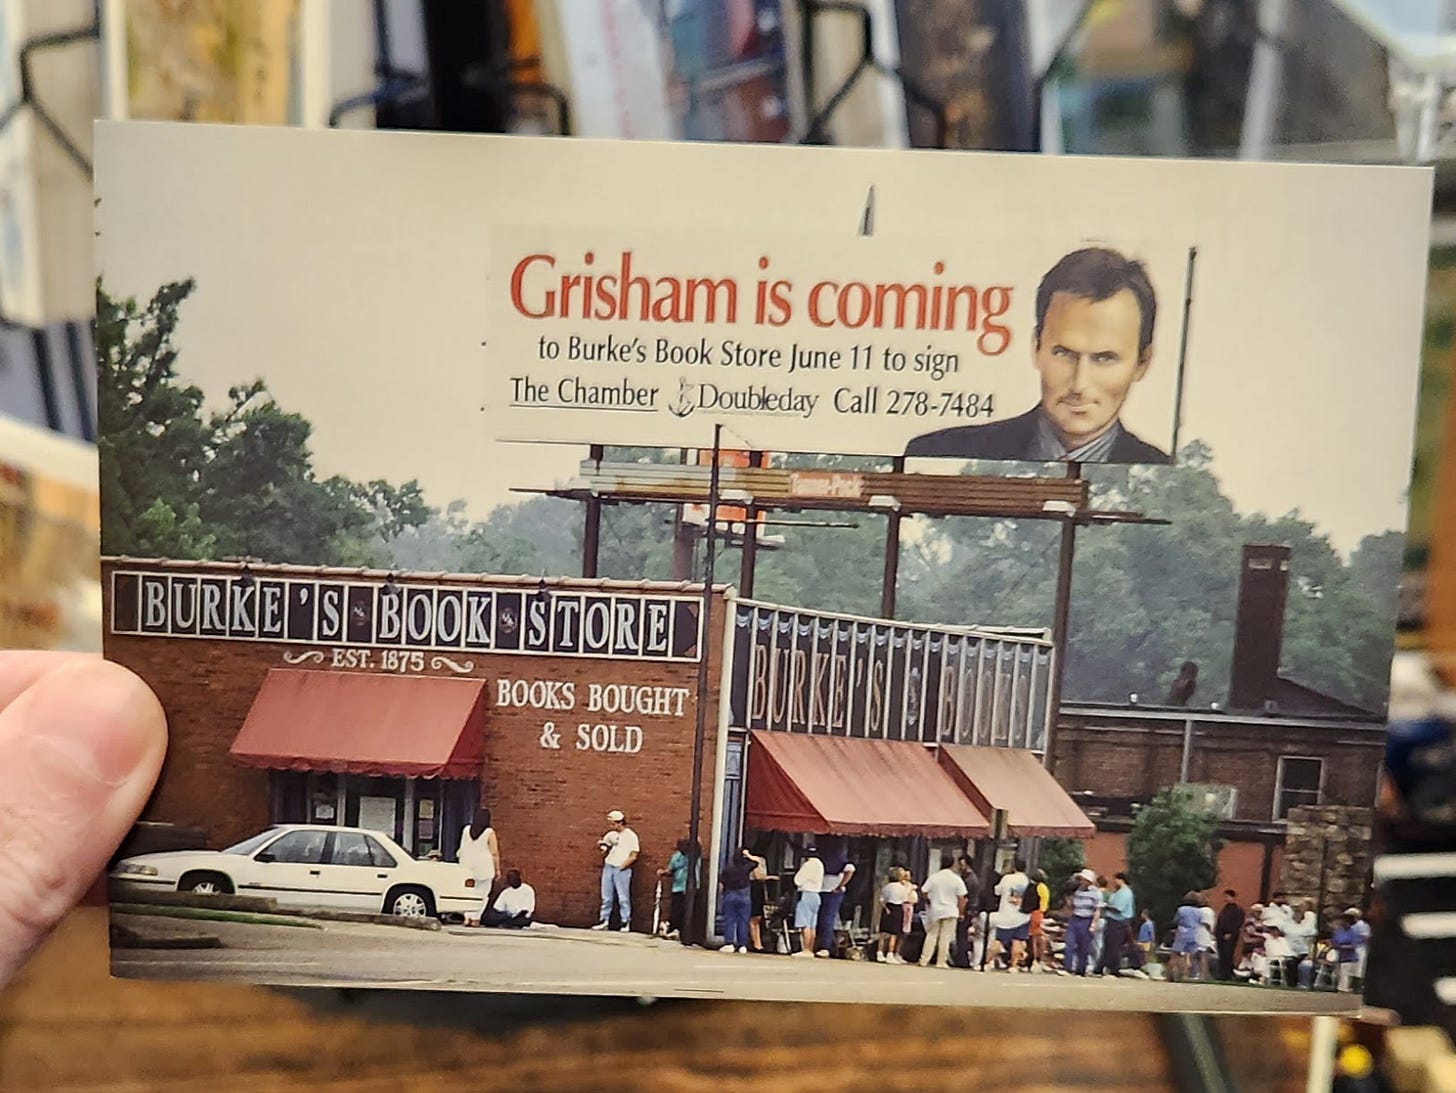 Grisham is coming
to Burke's Book Store June 11 to sign
The Chamber Doubleday Call 278-7484
BURKE'S BOOK STORE
EST. 1875
BOOKS BOUGHT
& SOLD
BURKE'S BOOKS